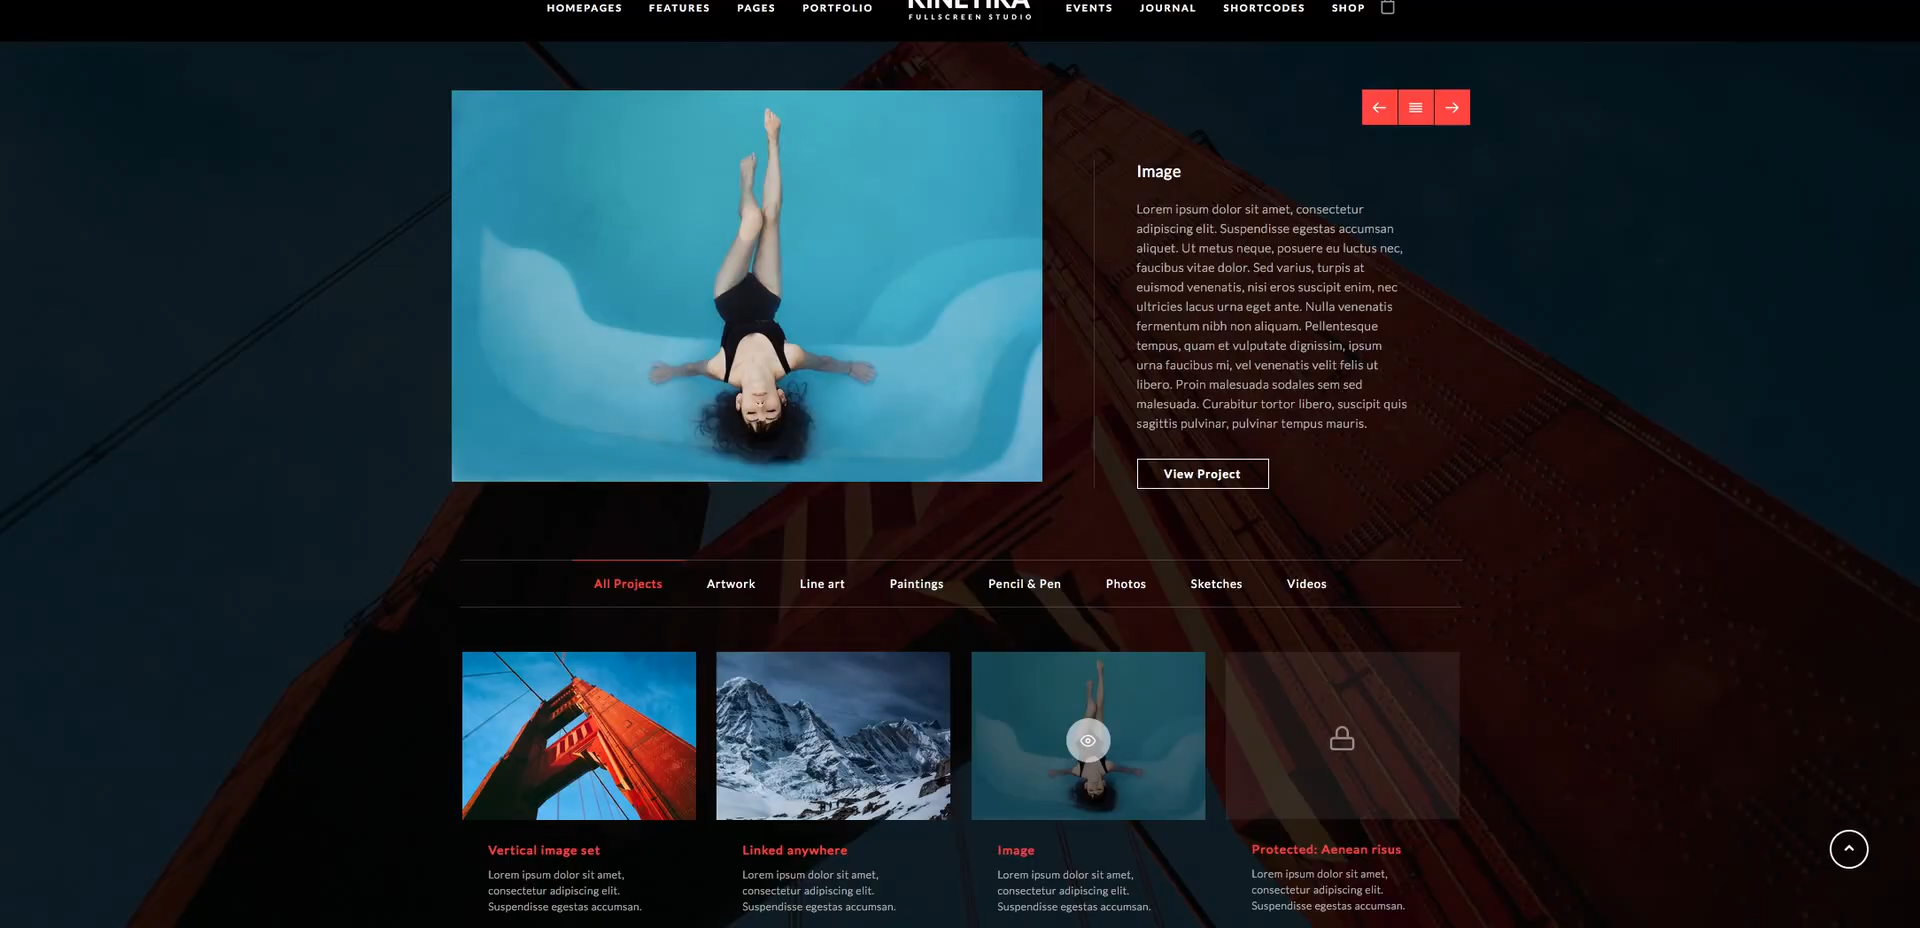 HOMEPAGES FEATURES PAGES PORTFOLIO KINETIKA EVENTS JOURNAL SHORTCODES SHOP
FULLSCREEN STUDIO
Image
Lorem ipsum dolor sit amet, consectetur
adipiscing elit. Suspendisse egestas accumsan
aliquet. Ut metus neque, posuere eu luctus nec,
faucibus vitae dolor. Sed varius, turpis at
euismod venenatis, nisi eros suscipit enim, nec
ultricies lacus urna eget ante. Nulla venenatis
fermentum nibh non aliquam. Pellentesque
tempus, quam et vulputate dignissim, ipsum
urna faucibus mi, vel venenatis velit felis ut
libero. Proin malesuada sodales sem sed
malesuada. Curabitur tortor libero, suscipit quis
sagittis pulvinar, pulvinar tempus mauris.
View Project
All Projects Artwork Line art Paintings Pencil & Pen Photos Sketches Videos
Vertical image set
Lorem ipsum dolor sit amet,
consectetur adipiscing elit.
Suspendisse egestas accumsan.
Linked anywhere
Lorem ipsum dolor sit amet,
consectetur adipiscing elit.
Suspendisse egestas accumsan.
Image
Lorem ipsum dolor sit amet,
consectetur adipiscing elit.
Suspendisse egestas accumsan.
Protected: Aenean risus
Lorem ipsum dolor sit amet,
consectetur adipiscing elit.
Suspendisse egestas accumsan.